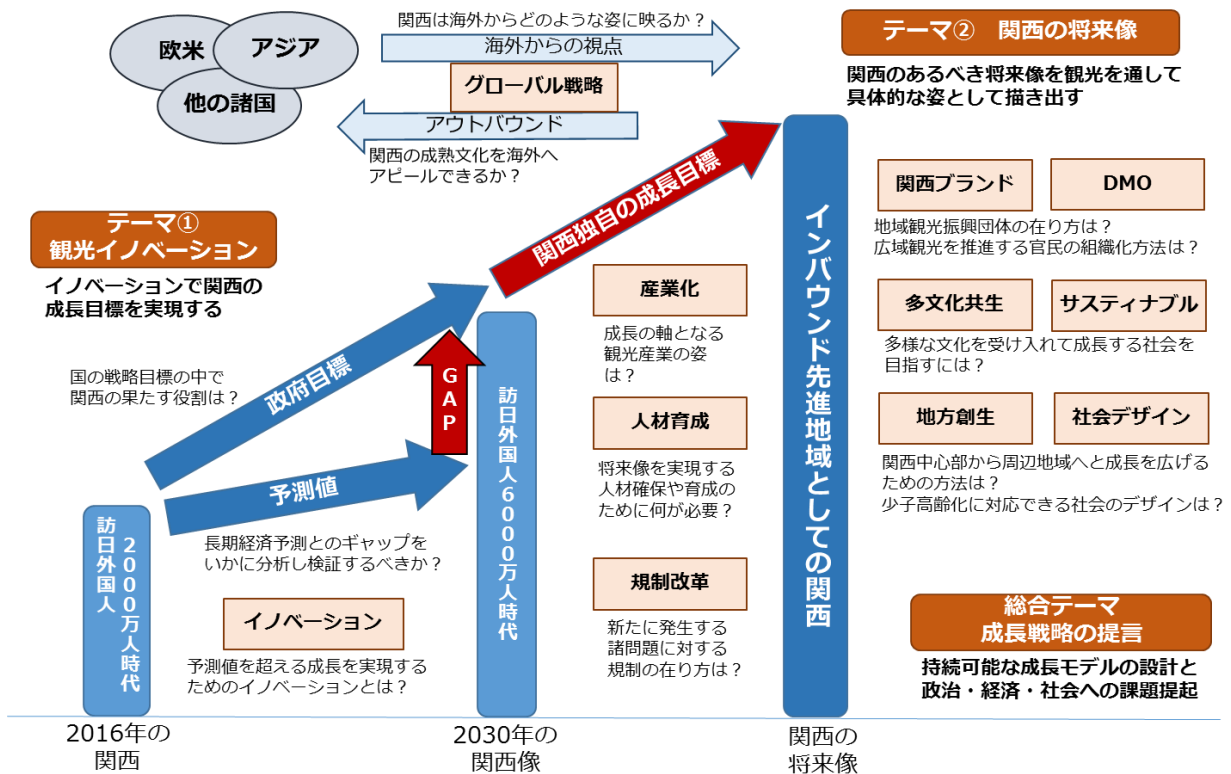 関西は海外からどのような姿に映るか？
欧米
アジア
他の諸国
海外からの視点
グローバル戦略
アウトバウンド
関西の成熟文化を海外へ
アピールできるか？
テーマ② 関西の将来像
関西のあるべき将来像を観光を通して
具体的な姿として描き出す
テーマ①
観光イノベーション
イノベーションで関西の
成長目標を実現する
国の戦略目標の中で
関西の果たす役割は？
政府目標
予測値
GAP
関西独自の成長目標
長期経済予測とのギャップを
いかに分析し検証するべきか？
イノベーション
予測値を超える成長を実現する
ためのイノベーションとは？
訪日外国人
2000万人時代
訪日外国人6000万人時代
産業化
成長の軸となる
観光産業の姿
は？
人材育成
将来像を実現する
人材確保や育成の
ために何が必要？
規制改革
新たに発生する
諸問題に対する
規制の在り方は？
インバウンド先進地域としての関西
関西ブランド
DMO
地域観光振興団体の在り方は？
広域観光を推進する官民の組織化方法は？
多文化共生
サスティナブル
多様な文化を受け入れて成長する社会を
目指すには？
地方創生
社会デザイン
関西中心部から周辺地域へと成長を広げる
ための方法は？
少子高齢化に対応できる社会のデザインは？
総合テーマ
成長戦略の提言
持続可能な成長モデルの設計と
政治・経済・社会への課題提起
2016年の
関西
2030年の
関西像
関西の
将来像